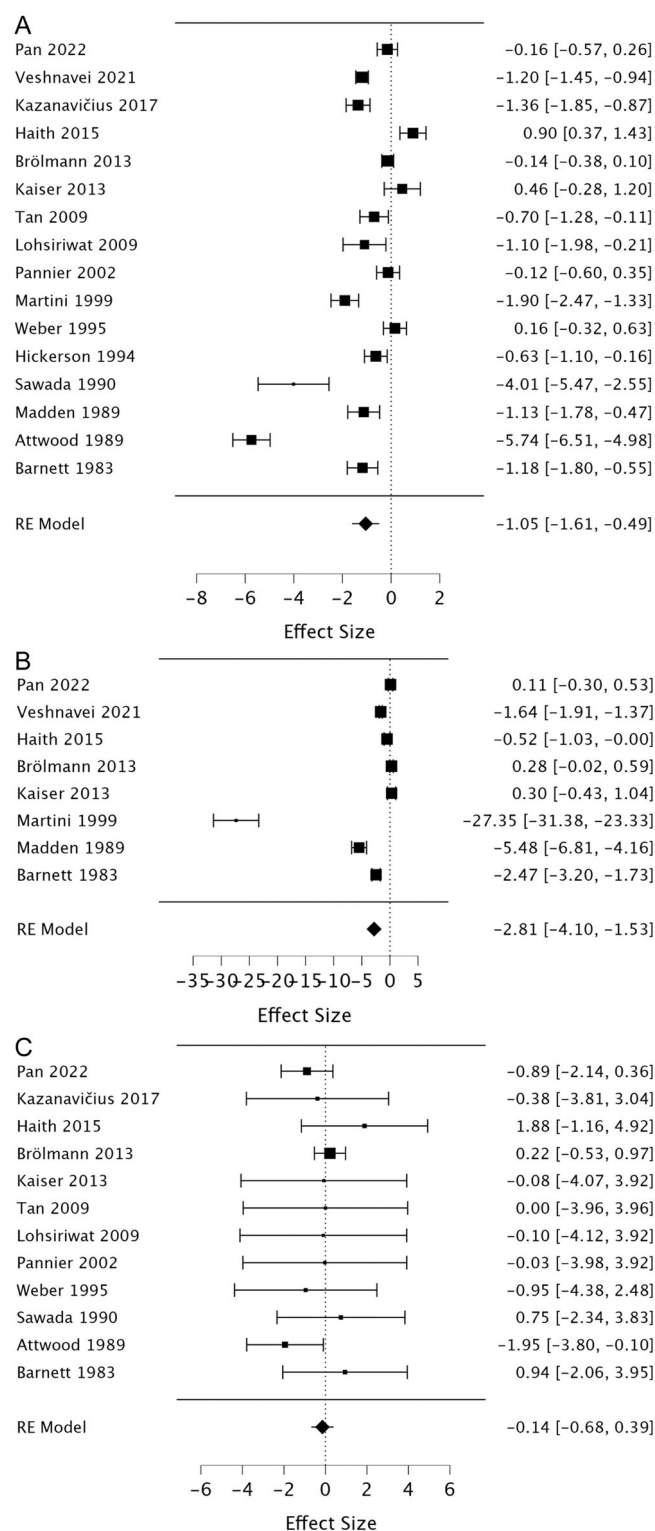 A
Pan 2022 −0.16 [−0.57, 0.26]
Veshnavei 2021 −1.20 [−1.45, −0.94]
Kazanavičius 2017 −1.36 [−1.85, −0.87]
Haith 2015 0.90 [0.37, 1.43]
Brölmann 2013 −0.14 [−0.38, 0.10]
Kaiser 2013 0.46 [−0.28, 1.20]
Tan 2009 −0.70 [−1.28, −0.11]
Lohsiriwat 2009 −1.10 [−1.98, −0.21]
Pannier 2002 −0.12 [−0.60, 0.35]
Martini 1999 −1.90 [−2.47, −1.33]
Weber 1995 0.16 [−0.32, 0.63]
Hickerson 1994 −0.63 [−1.10, −0.16]
Sawada 1990 −4.01 [−5.47, −2.55]
Madden 1989 −1.13 [−1.78, −0.47]
Attwood 1989 −5.74 [−6.51, −4.98]
Barnett 1983 −1.18 [−1.80, −0.55]
RE Model −1.05 [−1.61, −0.49]
−8 −6 −4 −2 0 2
Effect Size
B
Pan 2022 0.11 [−0.30, 0.53]
Veshnavei 2021 −1.64 [−1.91, −1.37]
Haith 2015 −0.52 [−1.03, −0.00]
Brölmann 2013 0.28 [−0.02, 0.59]
Kaiser 2013 0.30 [−0.43, 1.04]
Martini 1999 −27.35 [−31.38, −23.33]
Madden 1989 −5.48 [−6.81, −4.16]
Barnett 1983 −2.47 [−3.20, −1.73]
RE Model −2.81 [−4.10, −1.53]
−35−30−25−20−15−10−5 0 5
Effect Size
C
Pan 2022 −0.89 [−2.14, 0.36]
Kazanavičius 2017 −0.38 [−3.81, 3.04]
Haith 2015 1.88 [−1.16, 4.92]
Brölmann 2013 0.22 [−0.53, 0.97]
Kaiser 2013 −0.08 [−4.07, 3.92]
Tan 2009 0.00 [−3.96, 3.96]
Lohsiriwat 2009 −0.10 [−4.12, 3.92]
Pannier 2002 −0.03 [−3.98, 3.92]
Weber 1995 −0.95 [−4.38, 2.48]
Sawada 1990 0.75 [−2.34, 3.83]
Attwood 1989 −1.95 [−3.80, −0.10]
Barnett 1983 0.94 [−2.06, 3.95]
RE Model −0.14 [−0.68, 0.39]
−6 −4 −2 0 2 4 6
Effect Size